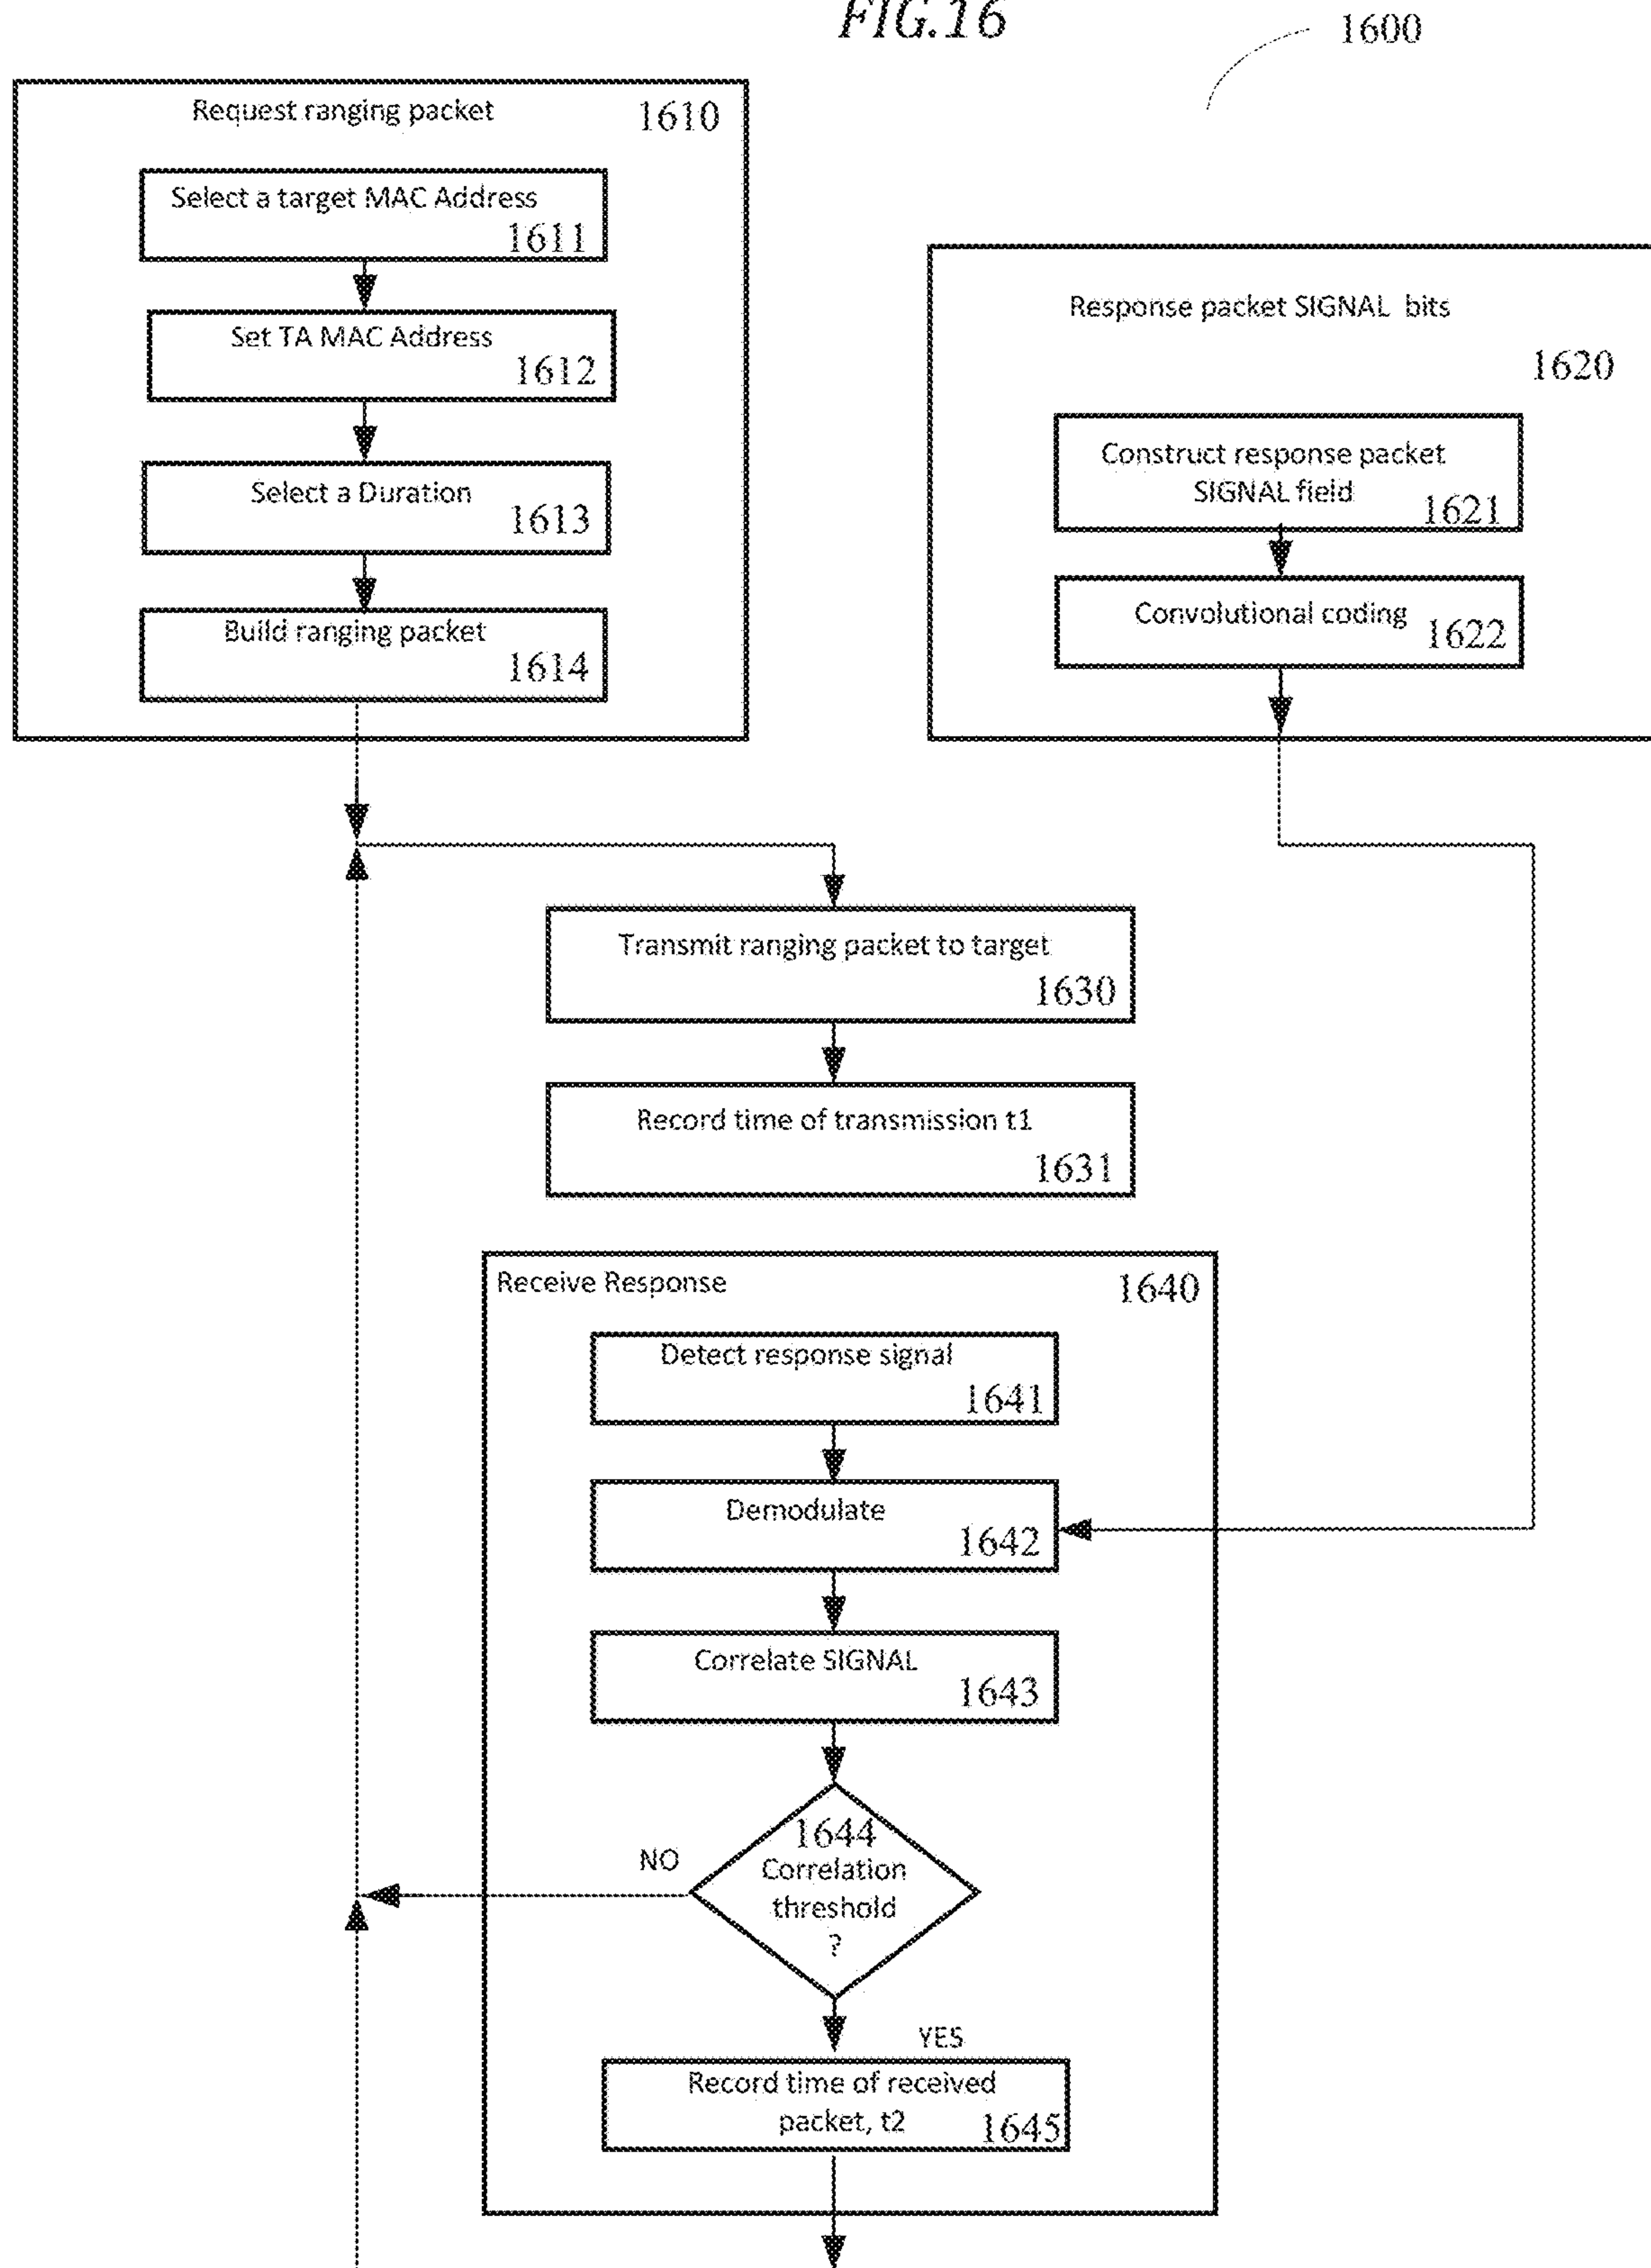 FIG.16
1600
Request ranging packet
1610
Select a target MAC Address
1611
Set TA MAC Address
1612
Select a Duration
1613
Build ranging packet
1614
Response packet SIGNAL bits
1620
Construct response packet
SIGNAL field
1621
Convolutional coding
1622
Transmit ranging packet to target
1630
Record time of transmission t1
1631
Receive Response
1640
Detect response signal
1641
Demodulate
1642
Correlate SIGNAL
1643
1644
Correlation
threshold
?
NO
YES
Record time of received
packet, t2
1645